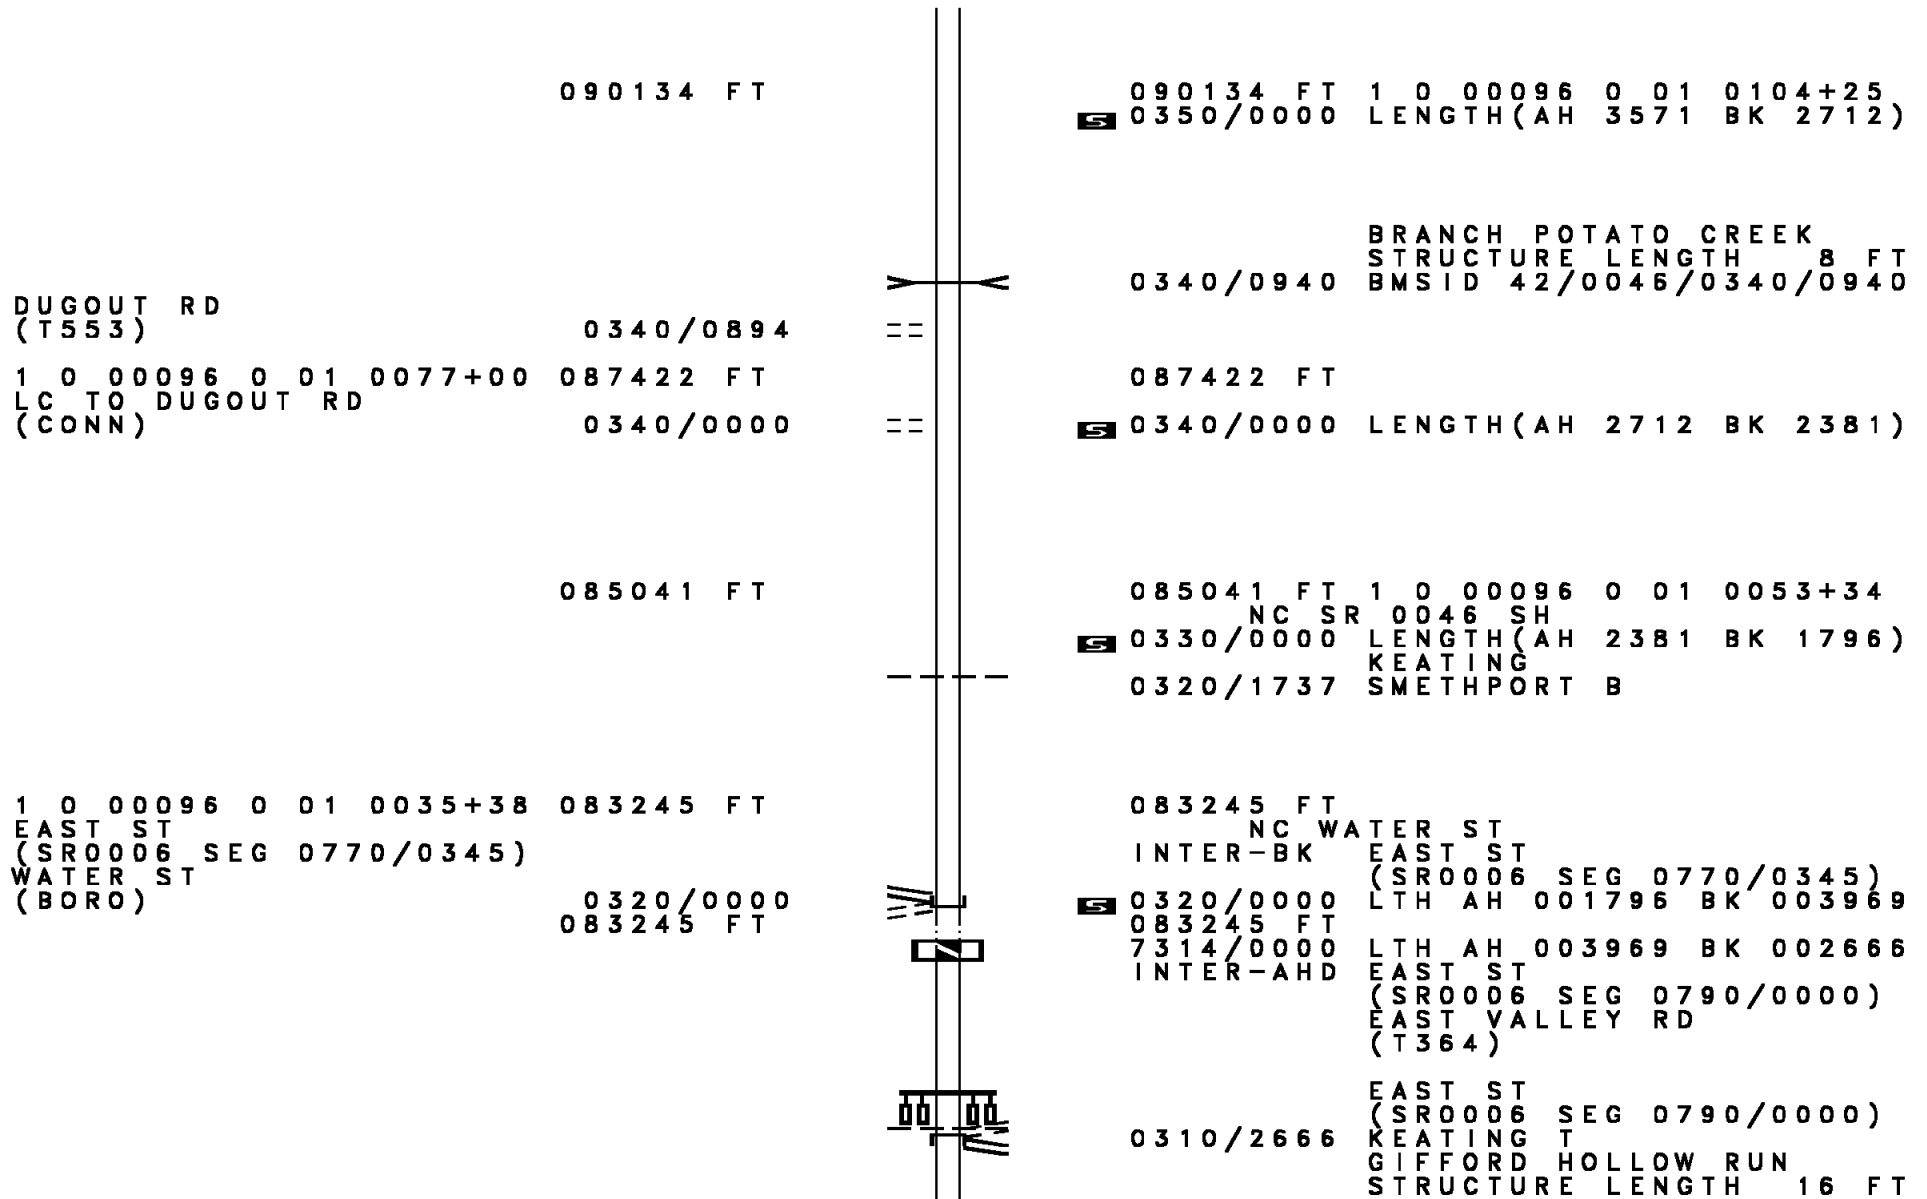 090134 FT 090134 FT 1 0 00096 0 01 0104+25
S 0350/0000 LENGTH(AH 3571 BK 2712)
BRANCH POTATO CREEK
STRUCTURE LENGTH 8 FT
0340/0940 BMSID 42/0046/0340/0940
DUGOUT RD
(T553) 0340/0894
1 0 00096 0 01 0077+00 087422 FT 087422 FT
LC TO DUGOUT RD
(CONN) 0340/0000 S 0340/0000 LENGTH(AH 2712 BK 2381)
085041 FT 085041 FT 1 0 00096 0 01 0053+34
NC SR 0046 SH
S 0330/0000 LENGTH(AH 2381 BK 1796)
KEATING
0320/1737 SMETHPORT B
1 0 00096 0 01 0035+38 083245 FT 083245 FT
EAST ST NC WATER ST
(SR0006 SEG 0770/0345) INTER-BK EAST ST
WATER ST (SR0006 SEG 0770/0345)
(BORO) 0320/0000 S 0320/0000 LTH AH 001796 BK 003969
083245 FT 083245 FT
7314/0000 LTH AH 003969 BK 002666
INTER-AHD EAST ST
(SR0006 SEG 0790/0000)
EAST VALLEY RD
(T364)
EAST ST
(SR0006 SEG 0790/0000)
0310/2666 KEATING T
GIFFORD HOLLOW RUN
STRUCTURE LENGTH 16 FT